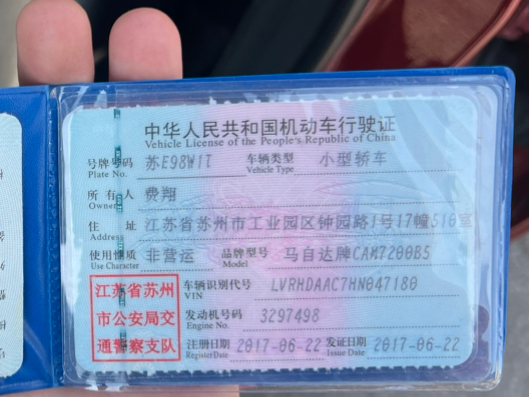 中华人民共和国机动车行驶证
Vehicle License of the People's Republic of China
号牌号码 苏E98W1T 车辆类型 小型轿车
Plate No. Vehicle Type
所有人 费翔
Owner
住址 江苏省苏州市工业园区钟园路1号17幢510室
Address
使用性质 非营运 品牌型号 马自达牌CAM7200B5
Use Character Model
江苏省苏州
市公安局交
通警察支队
车辆识别代号 LVRHDAAC7HN047180
VIN
发动机号码 3297498
Engine No.
注册日期 2017-06-22 发证日期 2017-06-22
Register Date Issue Date